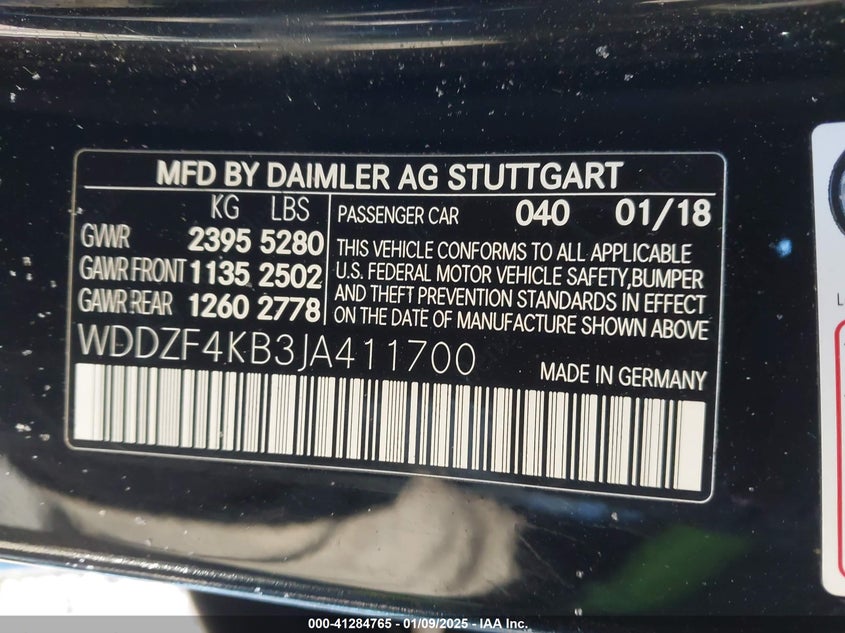 MFD BY DAIMLER AG STUTTGART
KG LBS
GVWR 2395 5280
GAWR FRONT 1135 2502
GAWR REAR 1260 2778
PASSENGER CAR 040 01/18
THIS VEHICLE CONFORMS TO ALL APPLICABLE
U.S. FEDERAL MOTOR VEHICLE SAFETY,BUMPER
AND THEFT PREVENTION STANDARDS IN EFFECT
ON THE DATE OF MANUFACTURE SHOWN ABOVE
WDDZF4KB3JA411700
MADE IN GERMANY
000-41284765 - 01/09/2025 - IAA Inc.